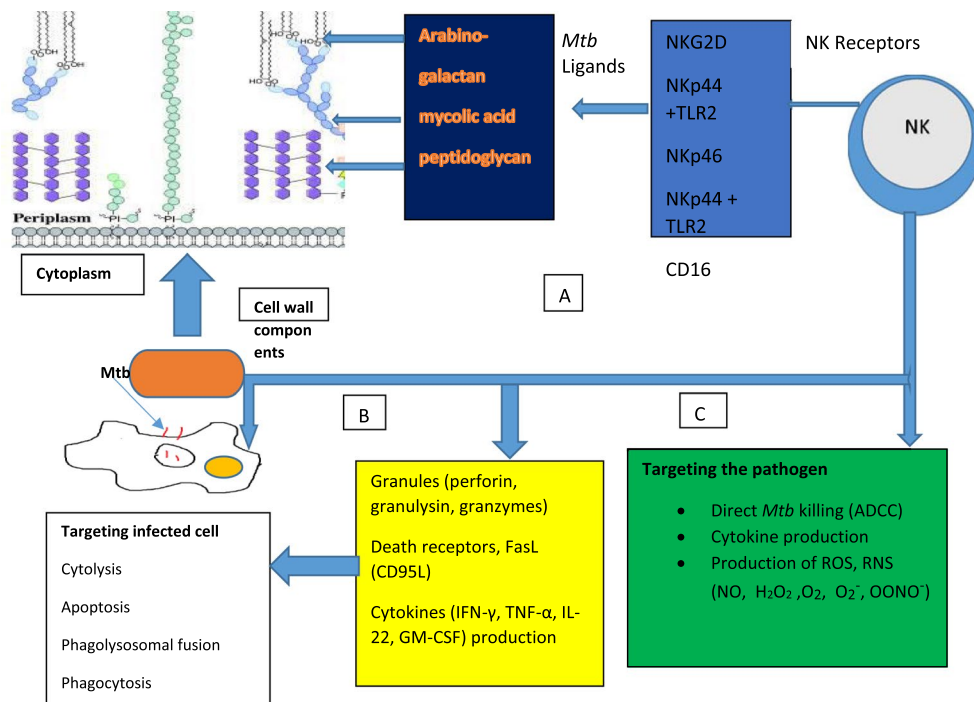 Arabino-
galactan
mycolic acid
peptidoglycan
Mtb
Ligands
NKG2D
NKp44
+TLR2
NKp46
NKp44 +
TLR2
CD16
NK Receptors
NK
Periplasm
PI
PI
Cytoplasm
Cell wall
compon
ents
A
Mtb
B
C
Targeting infected cell
Cytolysis
Apoptosis
Phagolysosomal fusion
Phagocytosis
Granules (perforin,
granulysin, granzymes)
Death receptors, FasL
(CD95L)
Cytokines (IFN-γ, TNF-α, IL-
22, GM-CSF) production
Targeting the pathogen
• Direct Mtb killing (ADCC)
• Cytokine production
• Production of ROS, RNS
(NO, H₂O₂ ,O₂, O₂⁻, OONO⁻)